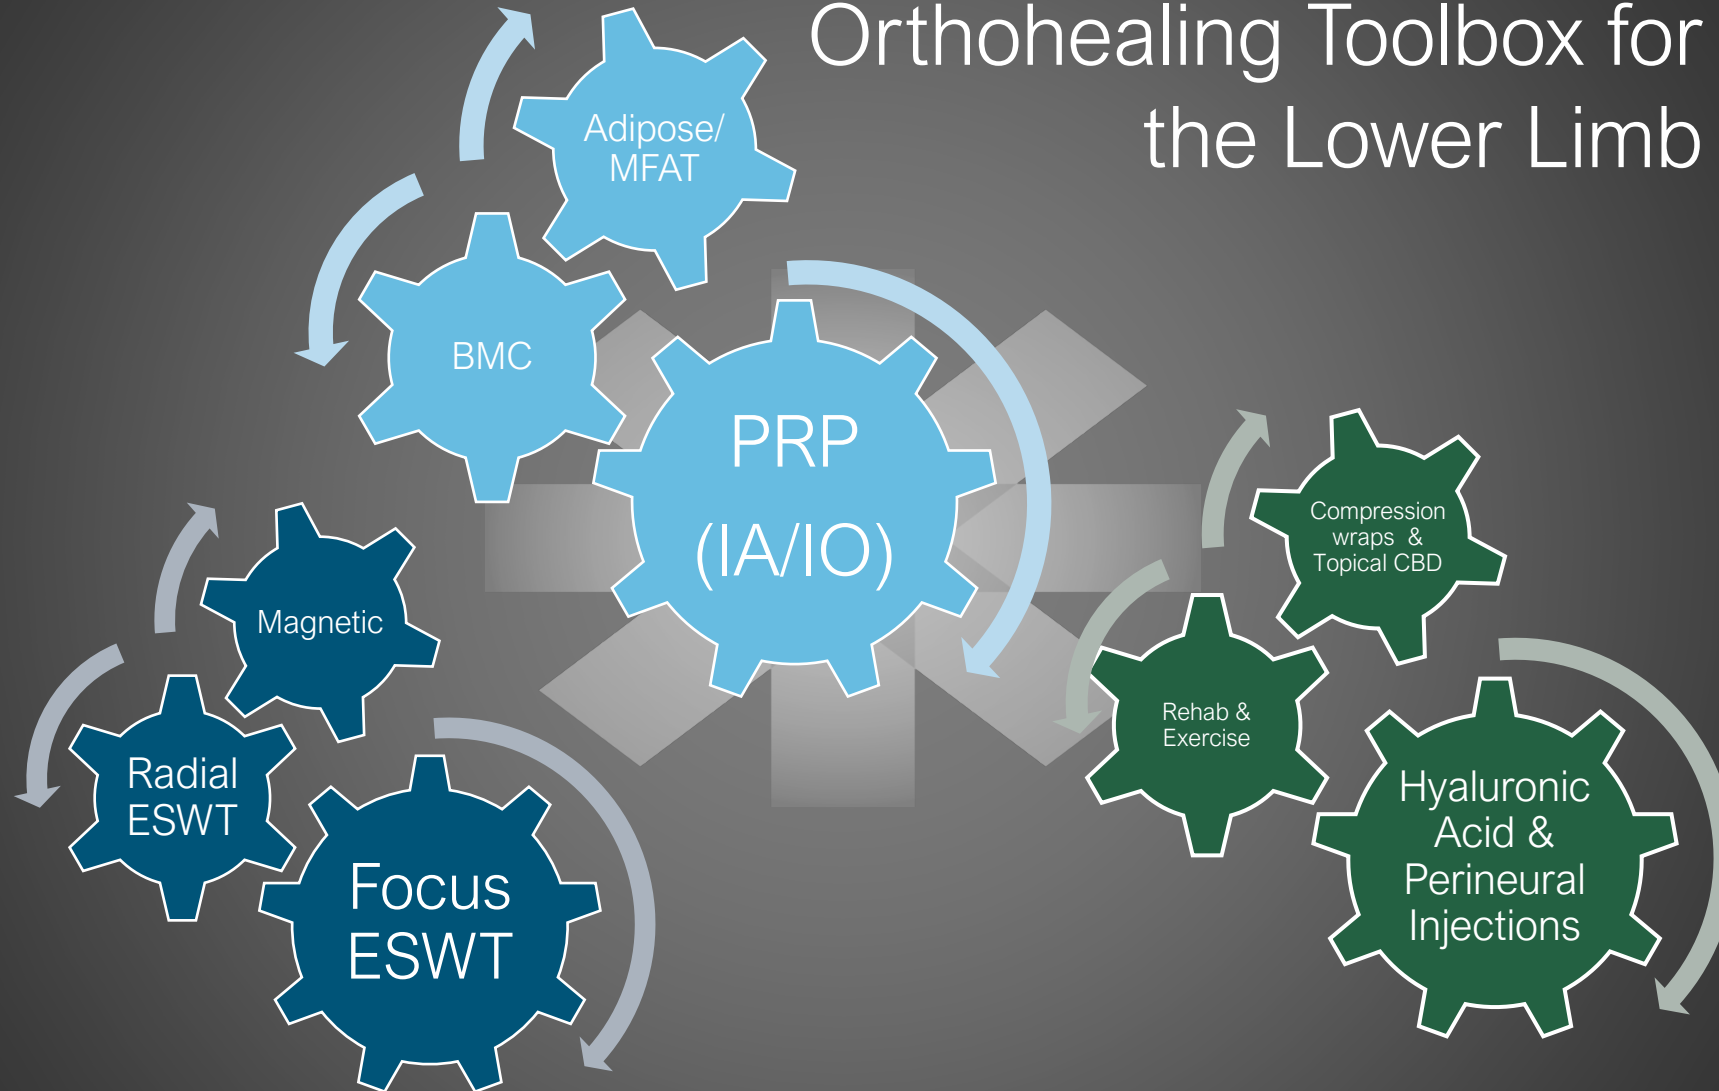 Orthohealing Toolbox for
the Lower Limb
Adipose/
MFAT
BMC
PRP
(IA/IO)
Magnetic
Radial
ESWT
Focus
ESWT
Compression
wraps &
Topical CBD
Rehab &
Exercise
Hyaluronic
Acid &
Perineural
Injections